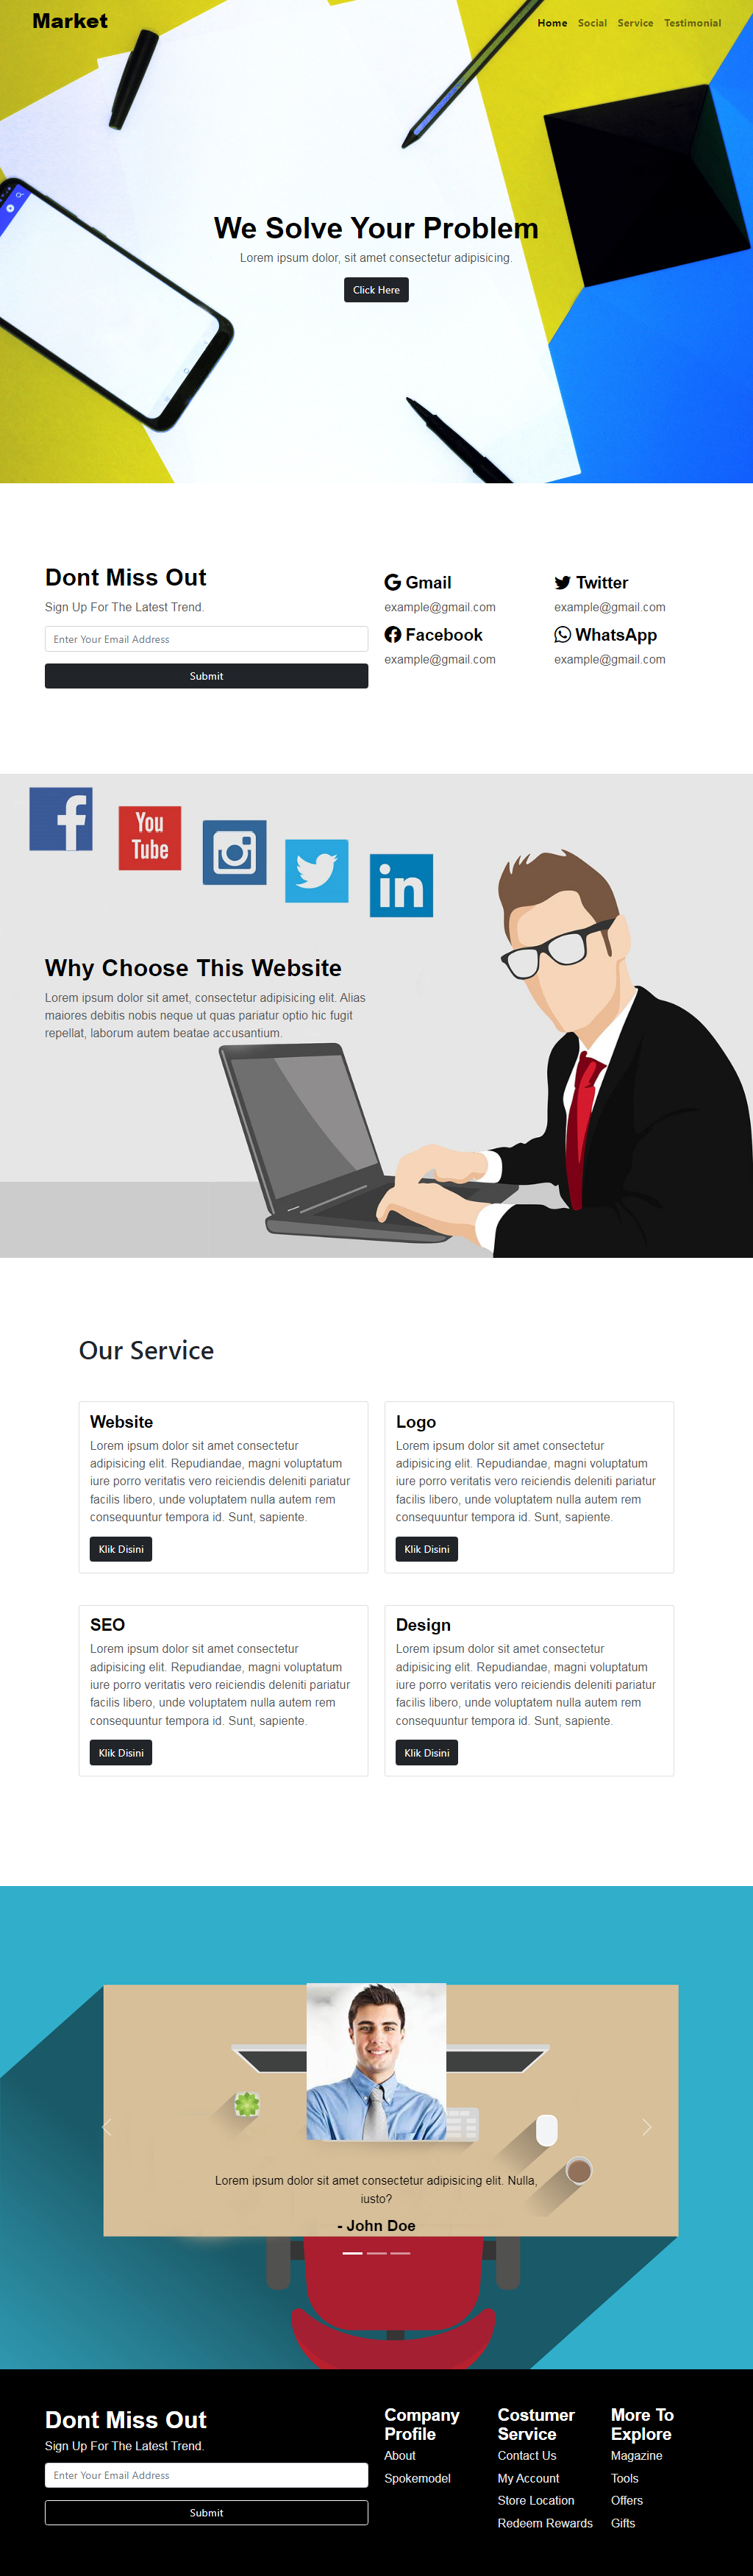 Market
Home Social Service Testimonial
We Solve Your Problem
Lorem ipsum dolor, sit amet consectetur adipisicing.
Click Here
Dont Miss Out
Sign Up For The Latest Trend.
Enter Your Email Address
Submit
Gmail
example@gmail.com
Twitter
example@gmail.com
Facebook
example@gmail.com
WhatsApp
example@gmail.com
f
You
Tube
in
Why Choose This Website
Lorem ipsum dolor sit amet, consectetur adipisicing elit. Alias
maiores debitis nobis neque ut quas pariatur optio hic fugit
repellat, laborum autem beatae accusantium.
Our Service
Website
Lorem ipsum dolor sit amet consectetur
adipisicing elit. Repudiandae, magni voluptatum
iure porro veritatis vero reiciendis deleniti pariatur
facilis libero, unde voluptatem nulla autem rem
consequuntur tempora id. Sunt, sapiente.
Klik Disini
Logo
Lorem ipsum dolor sit amet consectetur
adipisicing elit. Repudiandae, magni voluptatum
iure porro veritatis vero reiciendis deleniti pariatur
facilis libero, unde voluptatem nulla autem rem
consequuntur tempora id. Sunt, sapiente.
Klik Disini
SEO
Lorem ipsum dolor sit amet consectetur
adipisicing elit. Repudiandae, magni voluptatum
iure porro veritatis vero reiciendis deleniti pariatur
facilis libero, unde voluptatem nulla autem rem
consequuntur tempora id. Sunt, sapiente.
Klik Disini
Design
Lorem ipsum dolor sit amet consectetur
adipisicing elit. Repudiandae, magni voluptatum
iure porro veritatis vero reiciendis deleniti pariatur
facilis libero, unde voluptatem nulla autem rem
consequuntur tempora id. Sunt, sapiente.
Klik Disini
Lorem ipsum dolor sit amet consectetur adipisicing elit. Nulla,
iusto?
- John Doe
Dont Miss Out
Sign Up For The Latest Trend.
Enter Your Email Address
Submit
Company
Profile
About
Spokemodel
Costumer
Service
Contact Us
My Account
Store Location
Redeem Rewards
More To
Explore
Magazine
Tools
Offers
Gifts